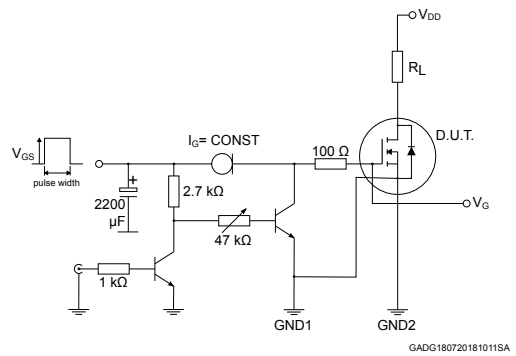 V_DD
R_L
I_G= CONST
100 Ω
D.U.T.
V_GS
pulse width
+
2200
µF
2.7 kΩ
V_G
47 kΩ
1 kΩ
GND1
GND2
GADG180720181011SA